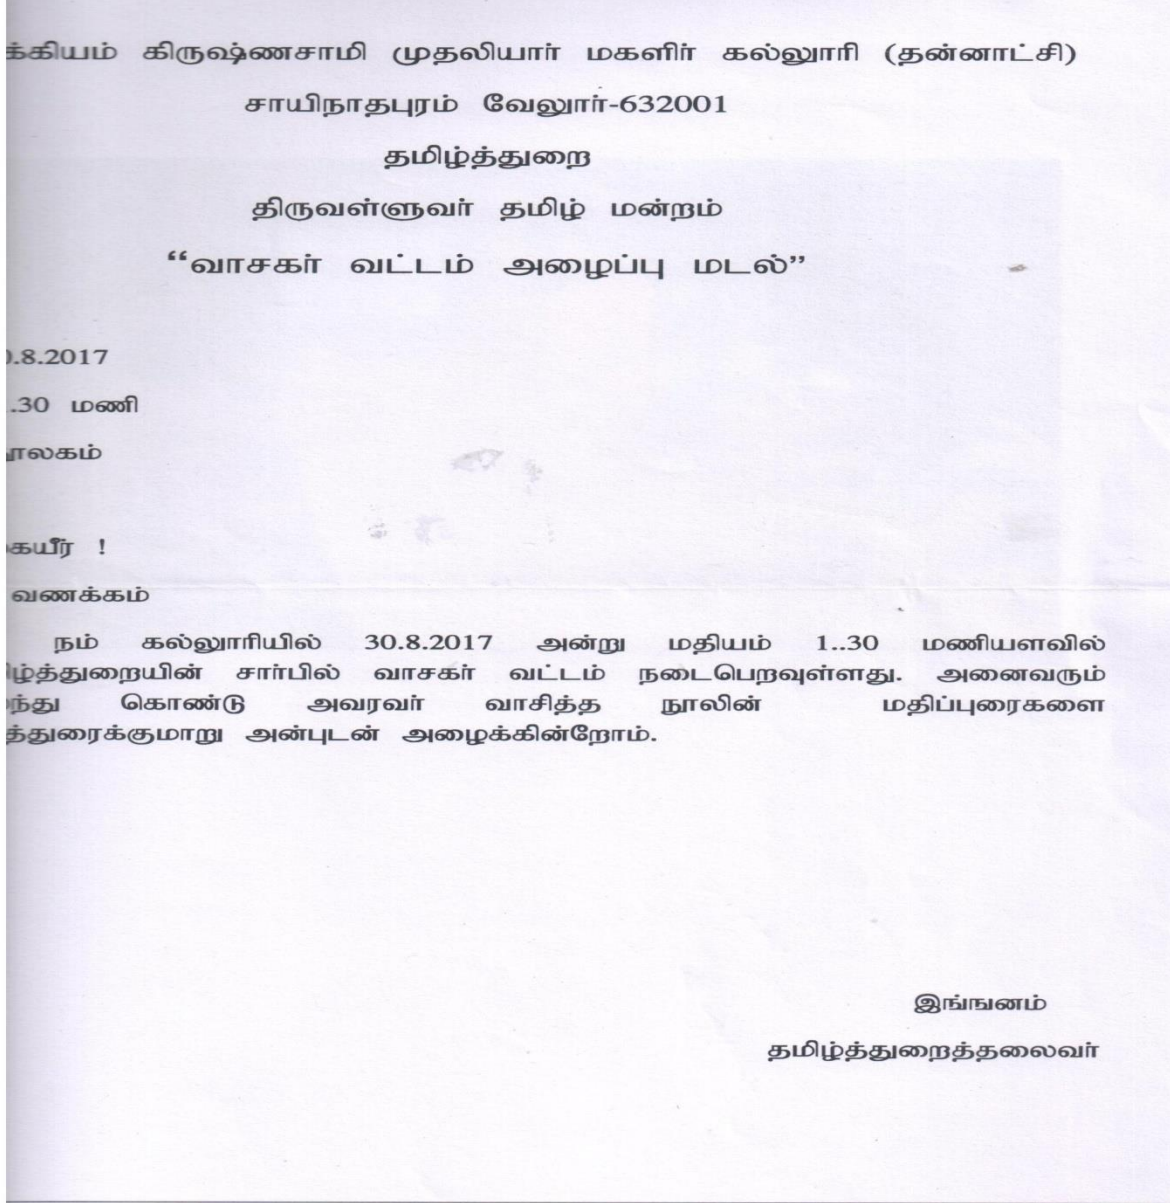 க்கியம் கிருஷ்ணசாமி முதலியார் மகளிர் கல்லூரி (தன்னாட்சி)
சாயிநாதபுரம் வேலூர்-632001
தமிழ்த்துறை
திருவள்ளுவர் தமிழ் மன்றம்
“வாசகர் வட்டம் அழைப்பு மடல்”
.8.2017
.30 மணி
லகம்
கயீர் !
வணக்கம்
நம் கல்லூரியில் 30.8.2017 அன்று மதியம் 1..30 மணியளவில்
ழ்த்துறையின் சார்பில் வாசகர் வட்டம் நடைபெறவுள்ளது. அனைவரும்
ந்து கொண்டு அவரவர் வாசித்த நூலின் மதிப்புரைகளை
த்துரைக்குமாறு அன்புடன் அழைக்கின்றோம்.
இங்ஙனம்
தமிழ்த்துறைத்தலைவர்